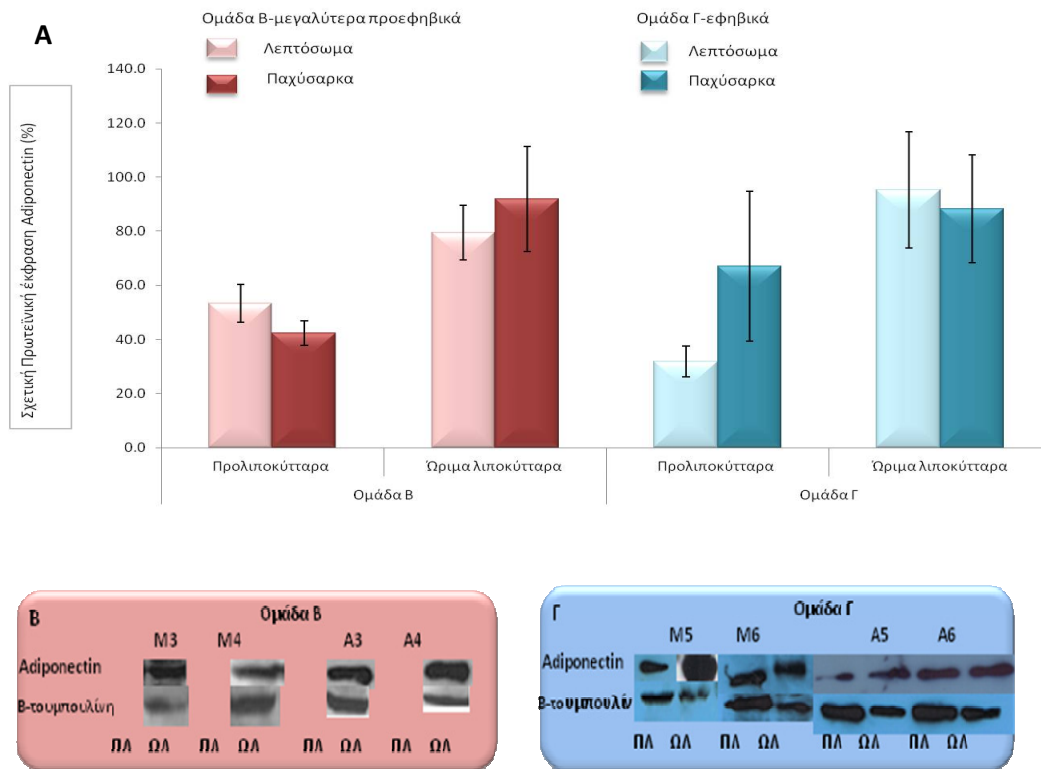 A
Ομάδα Β-μεγαλύτερα προεφηβικά
Λεπτόσωμα
Παχύσαρκα
Ομάδα Γ-εφηβικά
Λεπτόσωμα
Παχύσαρκα
Σχετική Πρωτεϊνική έκφραση Adiponectin (%)
140.0
120.0
100.0
80.0
60.0
40.0
20.0
0.0
Προλιποκύτταρα Ώριμα λιποκύτταρα Προλιποκύτταρα Ώριμα λιποκύτταρα
Ομάδα Β Ομάδα Γ
Β Ομάδα Β
M3 M4 A3 A4
Adiponectin
Β-τουμπουλίνη
ΠΛ ΩΛ ΠΛ ΩΛ ΠΛ ΩΛ ΠΛ ΩΛ
Γ Ομάδα Γ
M5 M6 A5 A6
Adiponectin
Β-τουμπουλίν
ΠΛ ΩΛ ΠΛ ΩΛ ΠΛ ΩΛ ΠΛ ΩΛ